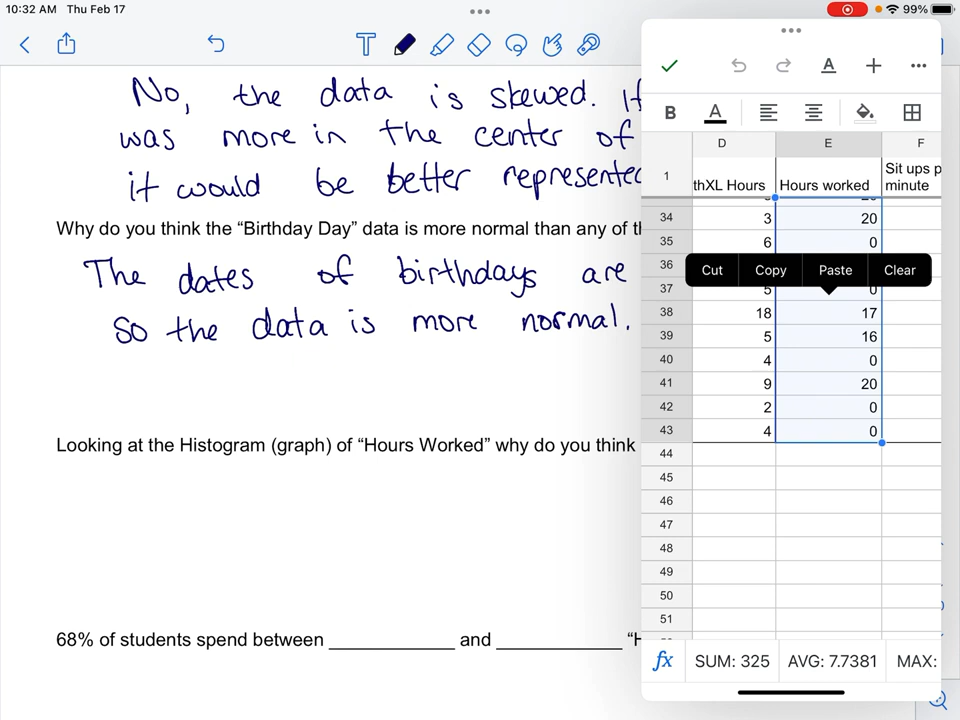 10:32 AM Thu Feb 17
99%
T
No, the data is skewed. If
was more in the center of
it would be better represented
Why do you think the “Birthday Day” data is more normal than any of th
The dates of birthdays are
so the data is more normal.
Looking at the Histogram (graph) of “Hours Worked” why do you think
68% of students spend between ___________ and ___________ “H
A
B A
D E F
1 thXL Hours Hours worked Sit ups p
minute
34 3 20
35 6 0
36
Cut Copy Paste Clear
37 5 0
38 18 17
39 5 16
40 4 0
41 9 20
42 2 0
43 4 0
44
45
46
47
48
49
50
51
fx SUM: 325 AVG: 7.7381 MAX: